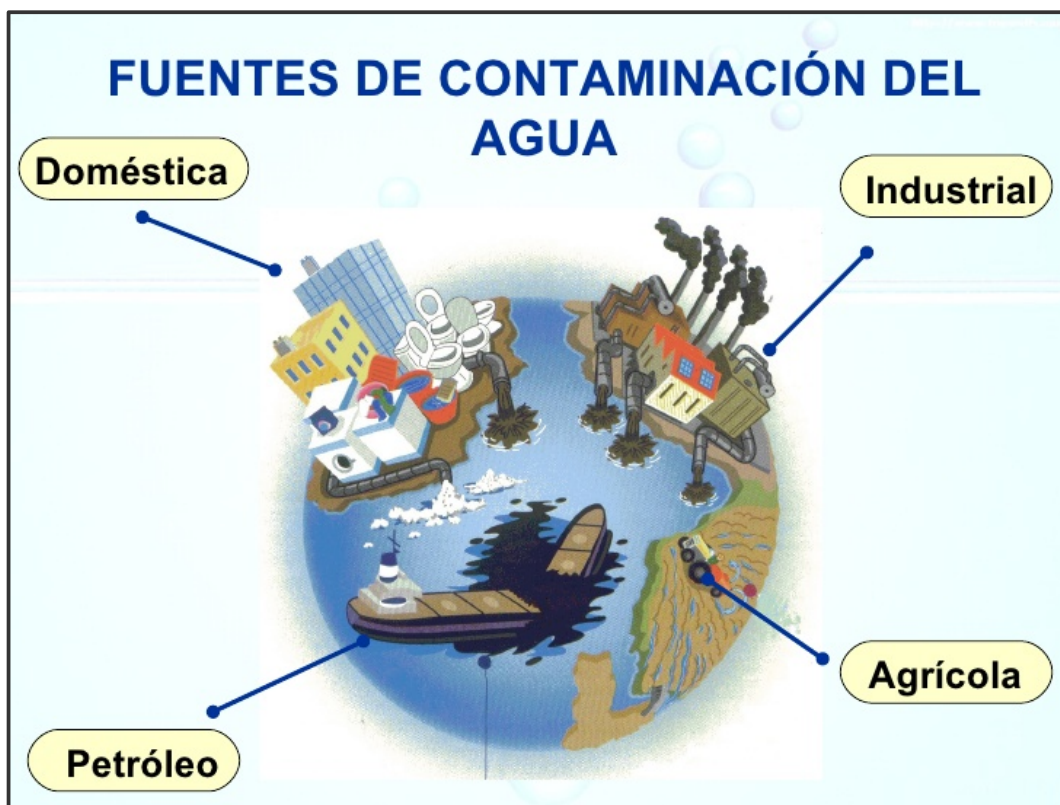 FUENTES DE CONTAMINACIÓN DEL
AGUA
Doméstica
Industrial
Agrícola
Petróleo